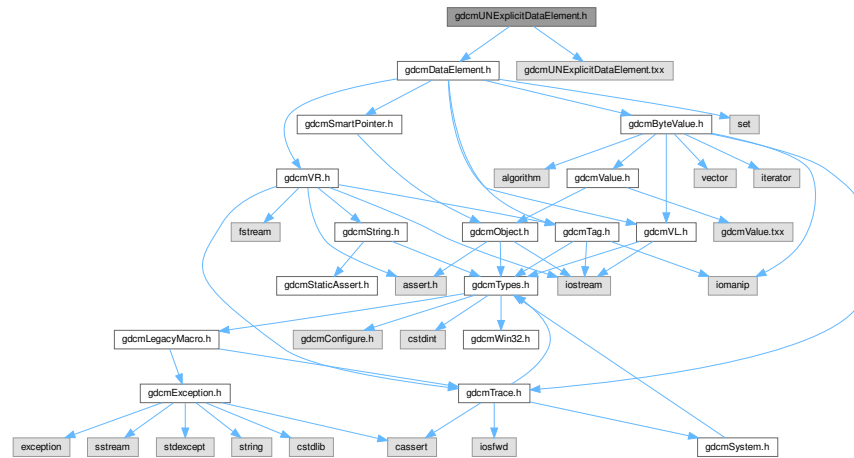 gdcmUNExplicitDataElement.h
gdcmDataElement.h
gdcmUNExplicitDataElement.txx
gdcmSmartPointer.h
gdcmByteValue.h
set
gdcmVR.h
algorithm
gdcmValue.h
vector
iterator
fstream
gdcmString.h
gdcmObject.h
gdcmTag.h
gdcmVL.h
gdcmValue.txx
gdcmStaticAssert.h
assert.h
gdcmTypes.h
iostream
iomanip
gdcmLegacyMacro.h
gdcmConfigure.h
cstdint
gdcmWin32.h
gdcmException.h
gdcmTrace.h
exception
sstream
stdexcept
string
cstdlib
cassert
iosfwd
gdcmSystem.h